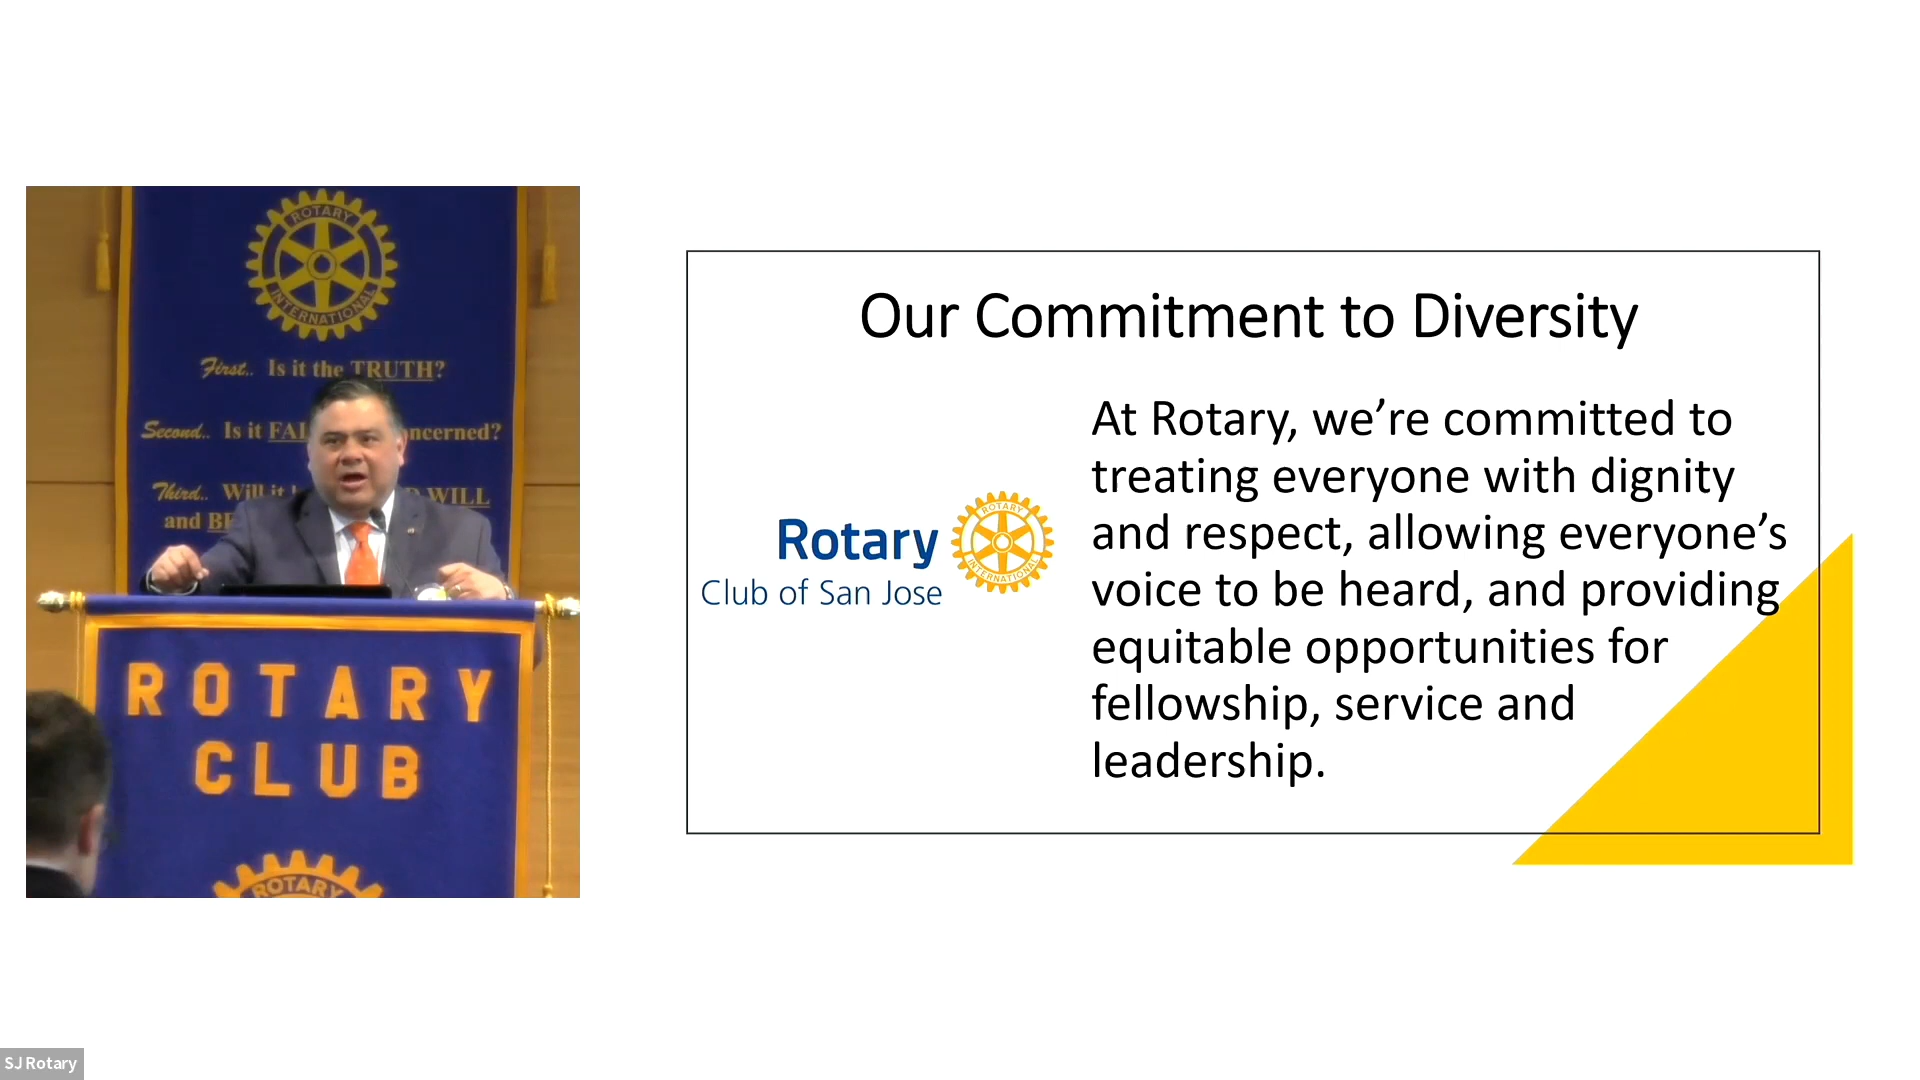 ROTARY
INTERNATIONAL
First.. Is it the TRUTH?
Second.. Is it FAI ncerned?
Third.. Will it WILL
and
ROTARY
CLUB
ROTARY
Our Commitment to Diversity
At Rotary, we're committed to
treating everyone with dignity
and respect, allowing everyone's
voice to be heard, and providing
equitable opportunities for
fellowship, service and
leadership.
Rotary
Club of San Jose
ROTARY
INTERNATIONAL
SJ Rotary